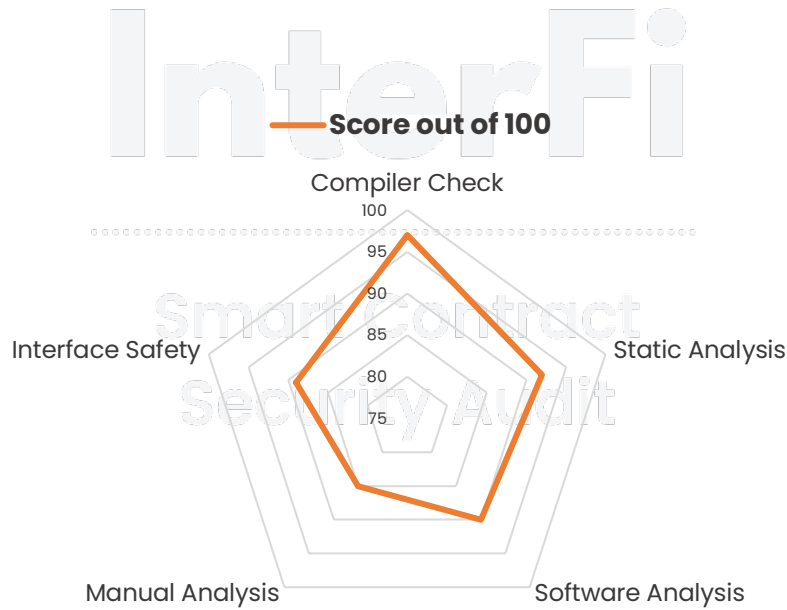 InterFi
Score out of 100
Compiler Check
100
95
90
85
80
75
Smart Contract
Security Audit
Interface Safety
Static Analysis
Manual Analysis
Software Analysis